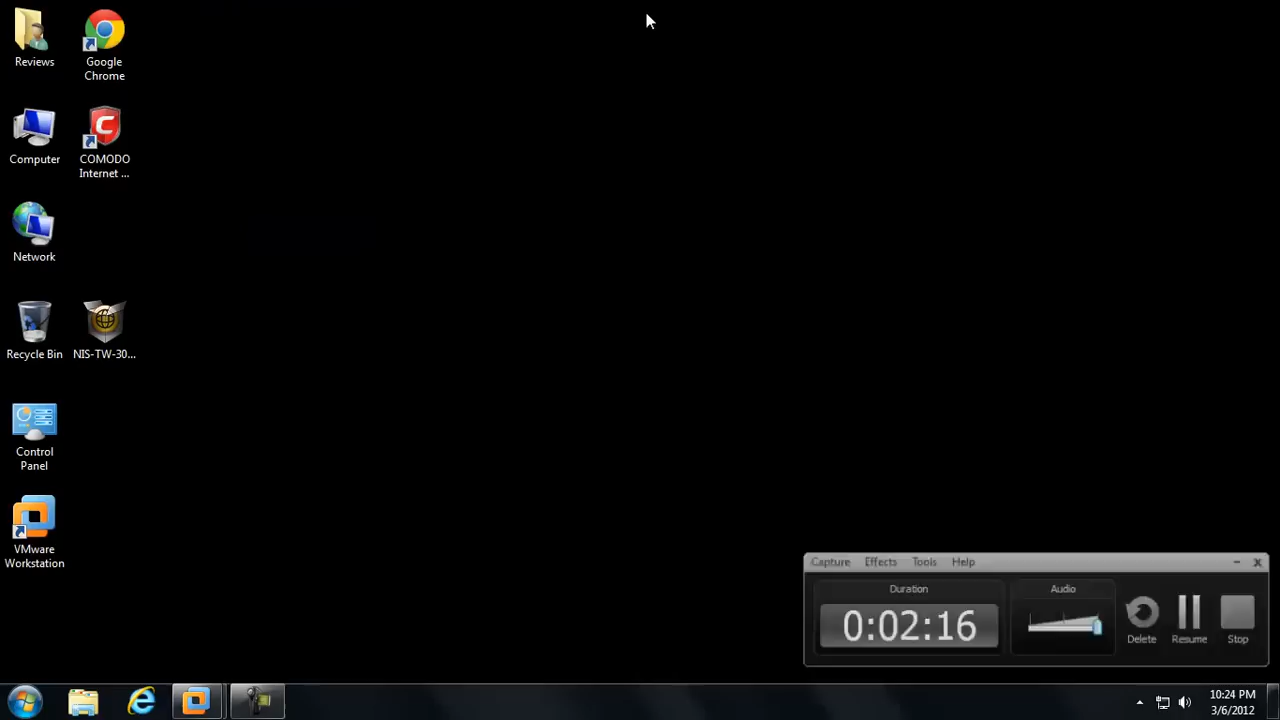 Reviews
Google
Chrome
Computer
COMODO
Internet ...
Network
Recycle Bin
NIS-TW-30...
Control
Panel
VMware
Workstation
Capture Effects Tools Help
Duration
Audio
0:02:16
Delete
Resume
Stop
10:24 PM
3/6/2012